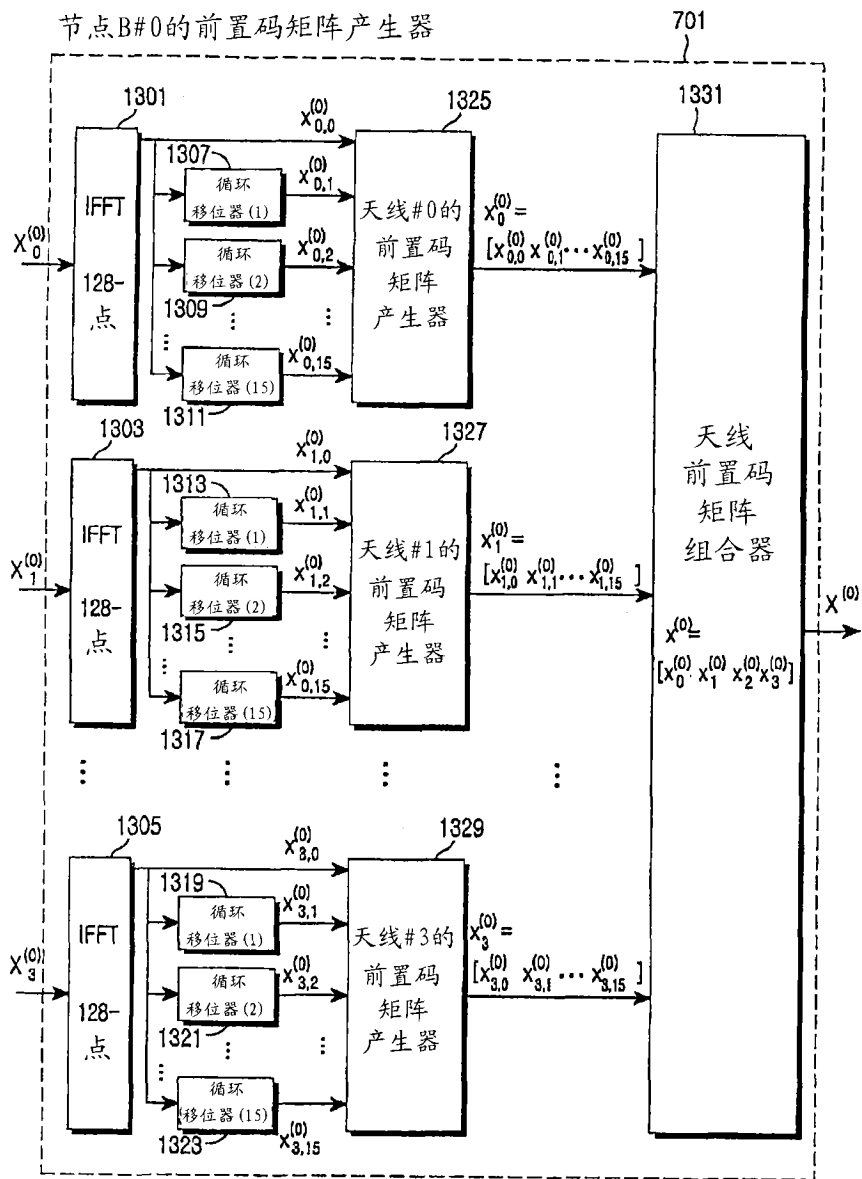 节点B#0的前置码矩阵产生器
701
1301
1325
1331
X_{0,0}^{(0)}
1307
IFFT
128-
点
循环
移位器(1)
X_{0,1}^{(0)}
X_0^{(0)}
循环
移位器(2)
X_{0,2}^{(0)}
1309
...
...
循环
移位器(15)
X_{0,15}^{(0)}
1311
天线#0的
前置码
矩阵
产生器
x_0^{(0)}=
[x_{0,0}^{(0)} x_{0,1}^{(0)}...x_{0,15}^{(0)}]
1303
1327
X_{1,0}^{(0)}
1313
IFFT
128-
点
循环
移位器(1)
X_{1,1}^{(0)}
X_1^{(0)}
循环
移位器(2)
X_{1,2}^{(0)}
1315
...
...
循环
移位器(15)
X_{0,15}^{(0)}
1317
天线#1的
前置码
矩阵
产生器
x_1^{(0)}=
[x_{1,0}^{(0)} x_{1,1}^{(0)}...x_{1,15}^{(0)}]
天线
前置码
矩阵
组合器
x^{(0)}=
[x_0^{(0)} x_1^{(0)} x_2^{(0)} x_3^{(0)}]
X^{(0)}
...
...
...
...
1305
1329
X_{3,0}^{(0)}
1319
IFFT
128-
点
循环
移位器(1)
X_{3,1}^{(0)}
X_3^{(0)}
循环
移位器(2)
X_{3,2}^{(0)}
1321
...
...
循环
移位器(15)
1323
X_{3,15}^{(0)}
天线#3的
前置码
矩阵
产生器
x_3^{(0)}=
[x_{3,0}^{(0)} x_{3,1}^{(0)}...x_{3,15}^{(0)}]